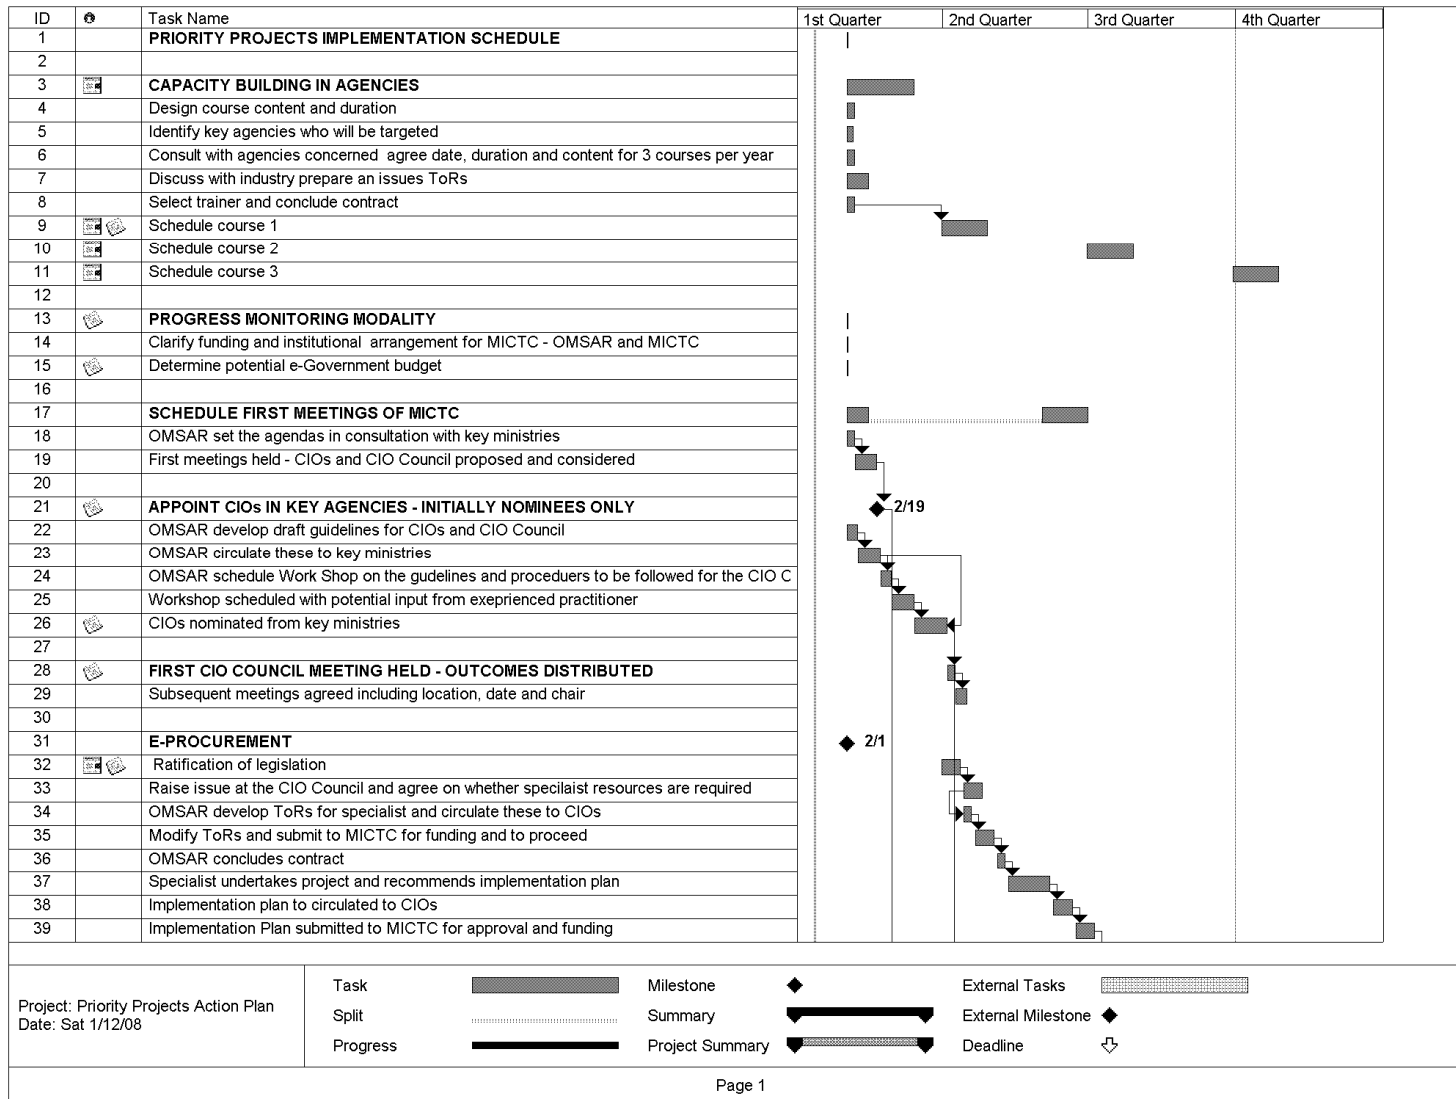 ID Task Name 1st Quarter 2nd Quarter 3rd Quarter 4th Quarter
1 PRIORITY PROJECTS IMPLEMENTATION SCHEDULE
2
3 CAPACITY BUILDING IN AGENCIES
4 Design course content and duration
5 Identify key agencies who will be targeted
6 Consult with agencies concerned agree date, duration and content for 3 courses per year
7 Discuss with industry prepare an issues ToRs
8 Select trainer and conclude contract
9 Schedule course 1
10 Schedule course 2
11 Schedule course 3
12
13 PROGRESS MONITORING MODALITY
14 Clarify funding and institutional arrangement for MICTC - OMSAR and MICTC
15 Determine potential e-Government budget
16
17 SCHEDULE FIRST MEETINGS OF MICTC
18 OMSAR set the agendas in consultation with key ministries
19 First meetings held - CIOs and CIO Council proposed and considered
20
21 APPOINT CIOs IN KEY AGENCIES - INITIALLY NOMINEES ONLY 2/19
22 OMSAR develop draft guidelines for CIOs and CIO Council
23 OMSAR circulate these to key ministries
24 OMSAR schedule Work Shop on the gudelines and proceduers to be followed for the CIO C
25 Workshop scheduled with potential input from exeprienced practitioner
26 CIOs nominated from key ministries
27
28 FIRST CIO COUNCIL MEETING HELD - OUTCOMES DISTRIBUTED
29 Subsequent meetings agreed including location, date and chair
30
31 E-PROCUREMENT 2/1
32 Ratification of legislation
33 Raise issue at the CIO Council and agree on whether specilaist resources are required
34 OMSAR develop ToRs for specialist and circulate these to CIOs
35 Modify ToRs and submit to MICTC for funding and to proceed
36 OMSAR concludes contract
37 Specialist undertakes project and recommends implementation plan
38 Implementation plan to circulated to CIOs
39 Implementation Plan submitted to MICTC for approval and funding
Project: Priority Projects Action Plan
Date: Sat 1/12/08
Task Milestone External Tasks
Split Summary External Milestone
Progress Project Summary Deadline
Page 1